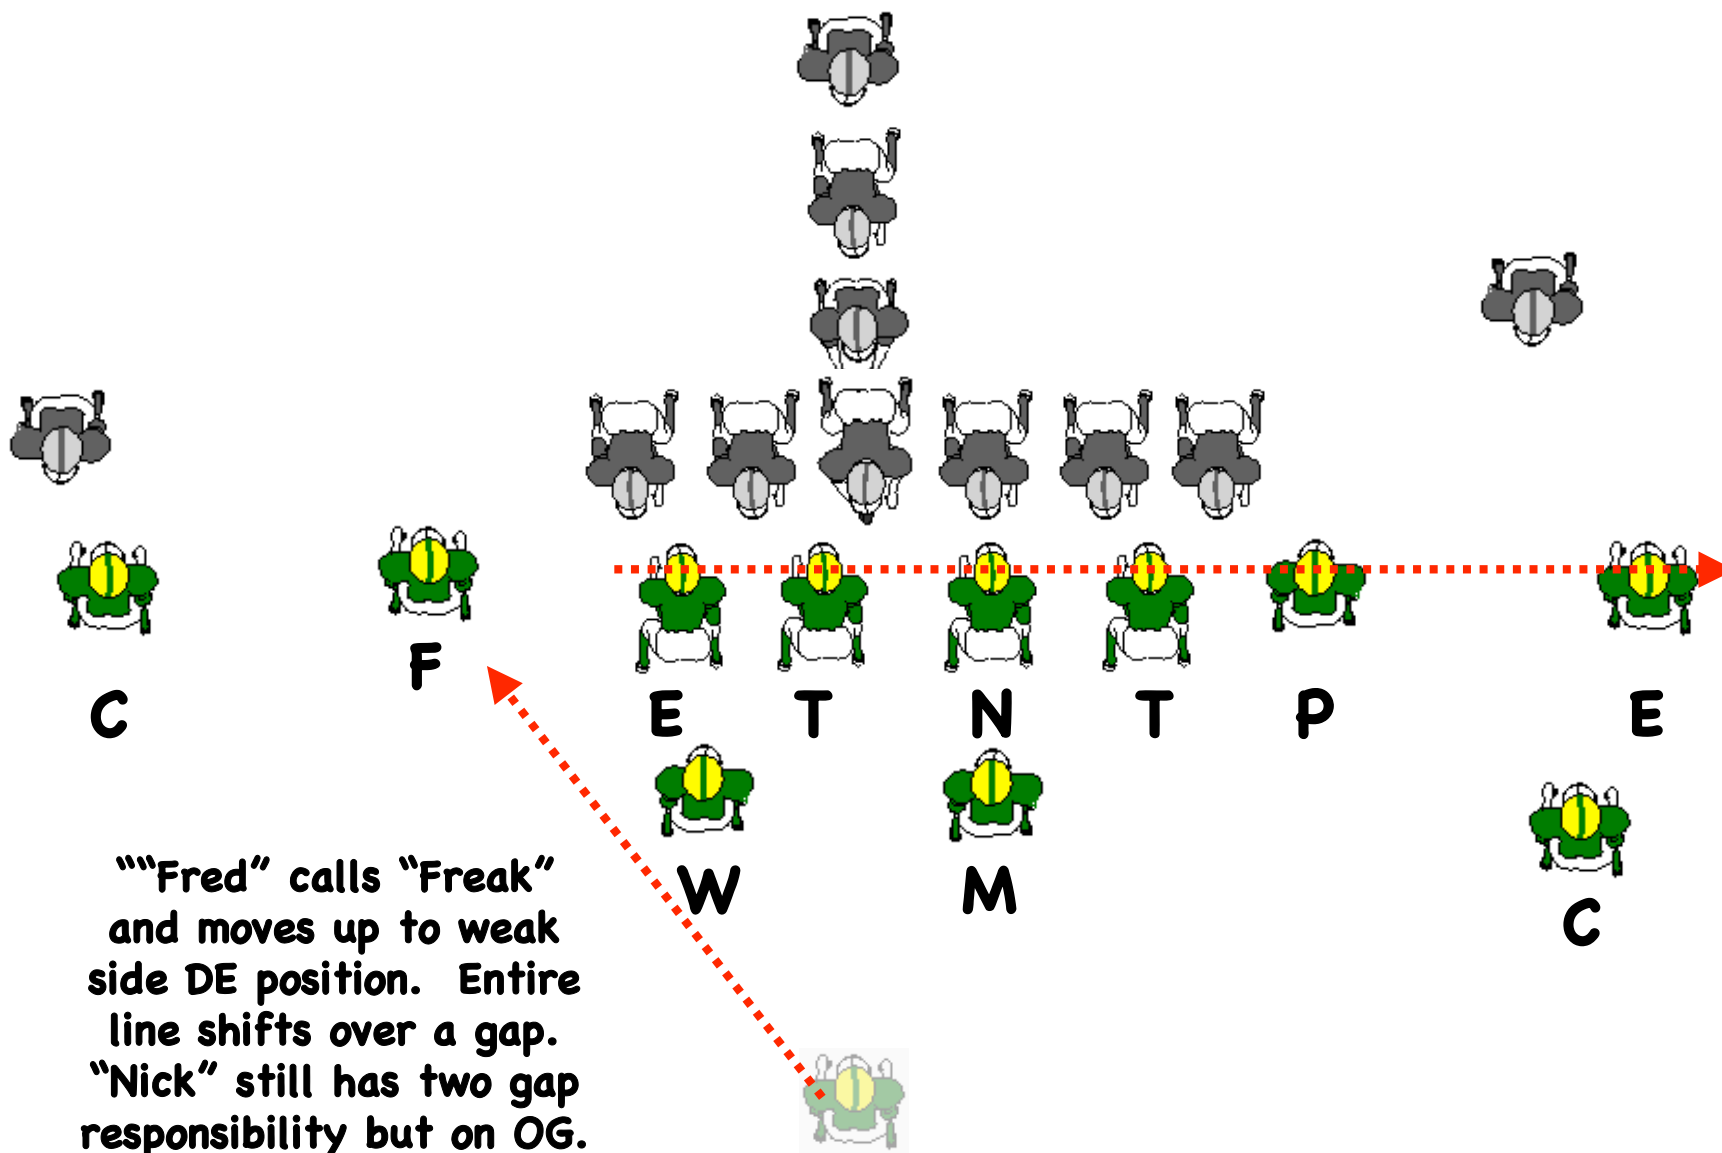 F
C E T N T P E
W M
C
““Fred” calls “Freak”
and moves up to weak
side DE position. Entire
line shifts over a gap.
“Nick” still has two gap
responsibility but on OG.